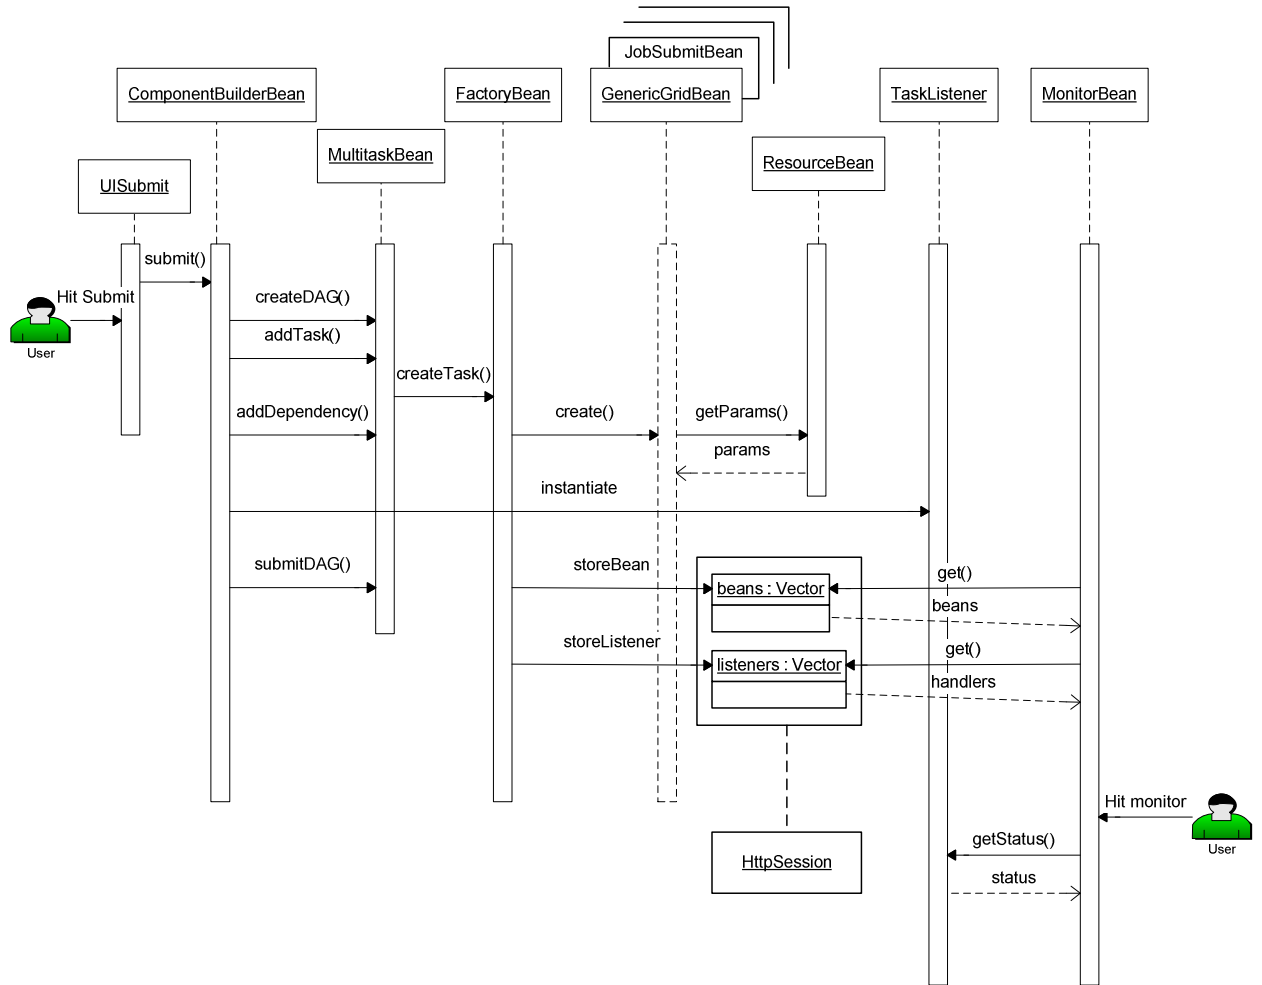 JobSubmitBean
ComponentBuilderBean
FactoryBean
GenericGridBean
TaskListener
MonitorBean
MultitaskBean
ResourceBean
UISubmit
submit()
Hit Submit
createDAG()
addTask()
User
createTask()
addDependency()
create()
getParams()
params
instantiate
submitDAG()
storeBean
beans : Vector
get()
beans
storeListener
listeners : Vector
get()
handlers
Hit monitor
getStatus()
User
HttpSession
status